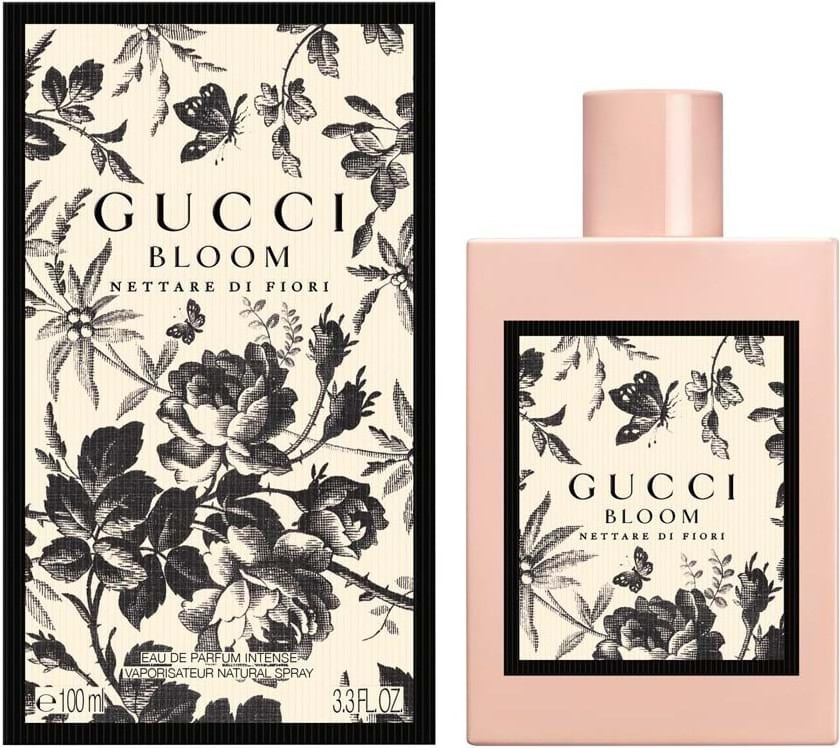 GUCCI
BLOOM
NETTARE DI FIORI
EAU DE PARFUM INTENSE
VAPORISATEUR NATURAL SPRAY
℮ 100 ml
3.3 FL.OZ.
GUCCI
BLOOM
NETTARE DI FIORI